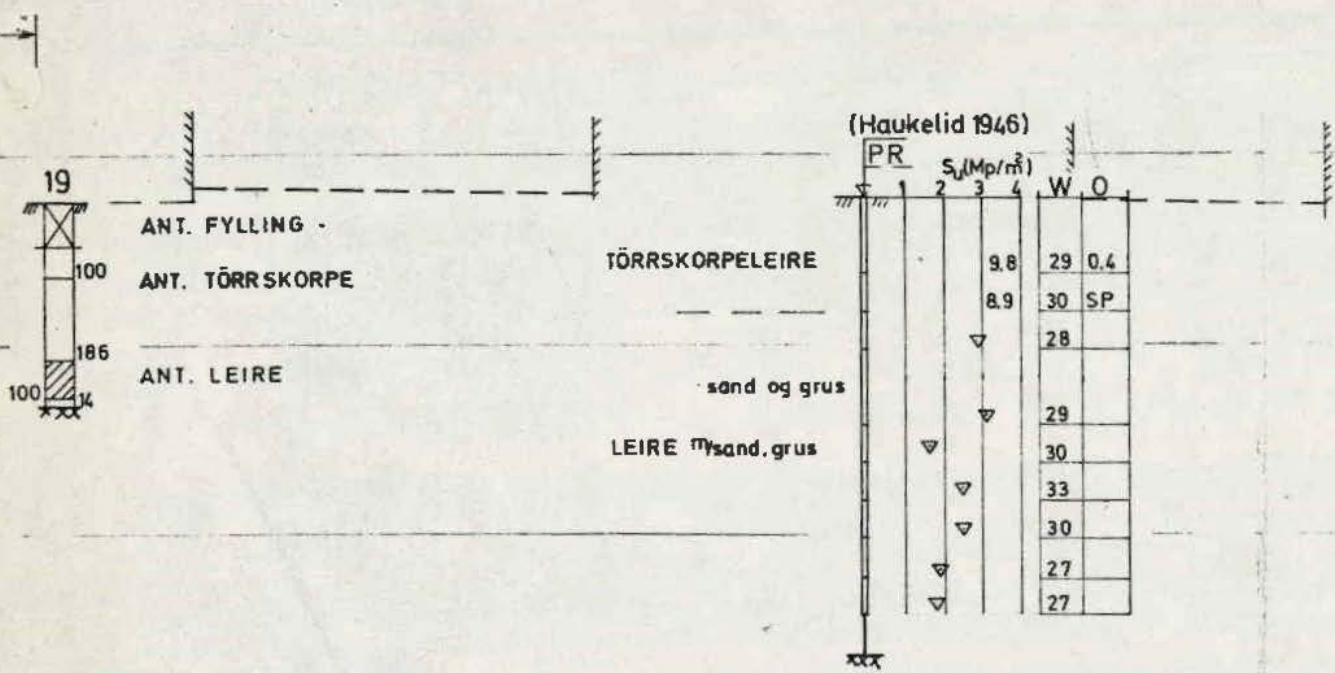 (Haukelid 1946)
PR
Su(Mp/m²)
19
1 2 3 4 W O
ANT. FYLLING
TÖRRSKORPELEIRE
9.8 29 0.4
100
ANT. TÖRRSKORPE
8.9 30 SP
28
186
ANT. LEIRE
sand og grus
100
14
29
LEIRE m/sand, grus
30
33
30
27
27